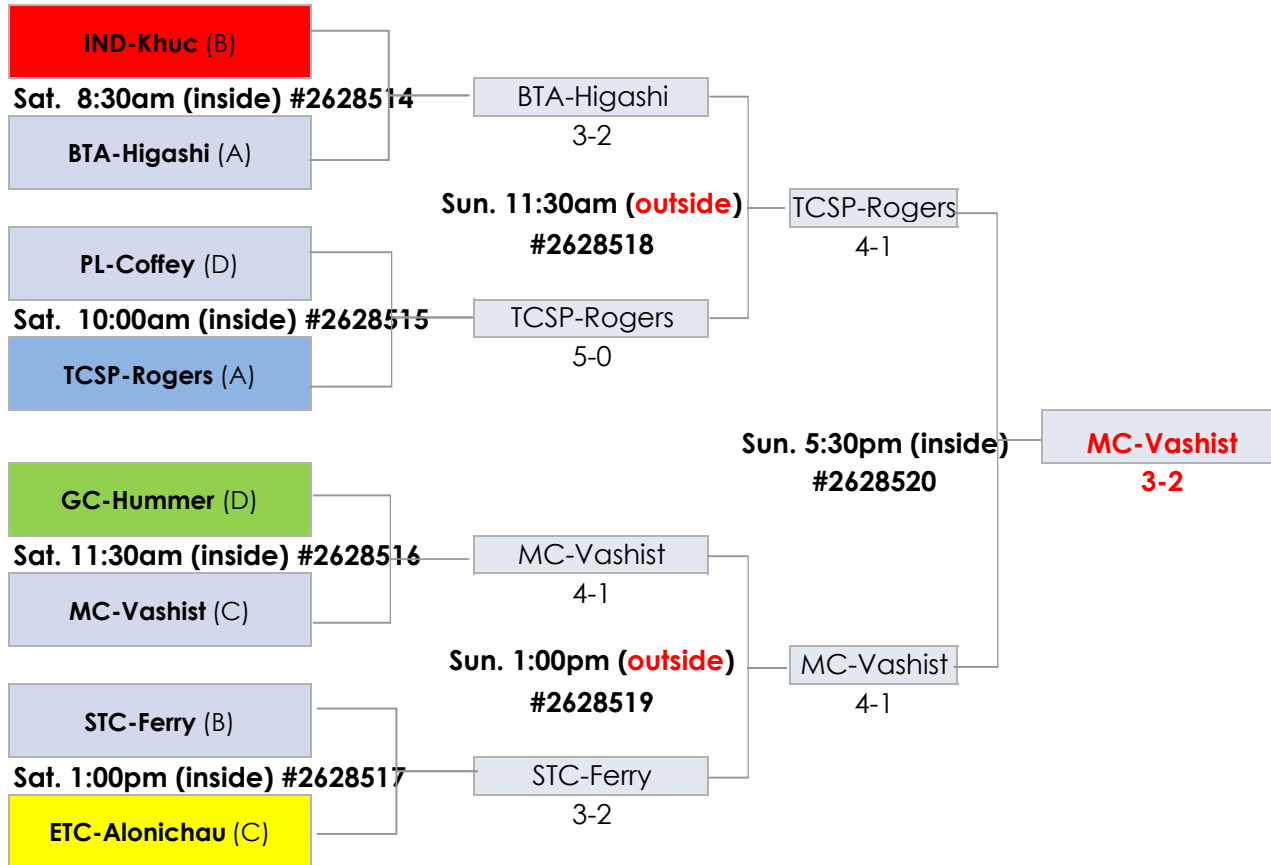 IND-Khuc (B)
Sat. 8:30am (inside) #2628514
BTA-Higashi (A)
PL-Coffey (D)
Sat. 10:00am (inside) #2628515
TCSP-Rogers (A)
GC-Hummer (D)
Sat. 11:30am (inside) #2628516
MC-Vashist (C)
STC-Ferry (B)
Sat. 1:00pm (inside) #2628517
ETC-Alonichau (C)
BTA-Higashi
3-2
Sun. 11:30am (outside)
#2628518
TCSP-Rogers
5-0
MC-Vashist
4-1
Sun. 1:00pm (outside)
#2628519
STC-Ferry
3-2
TCSP-Rogers
4-1
Sun. 5:30pm (inside)
#2628520
MC-Vashist
4-1
MC-Vashist
3-2